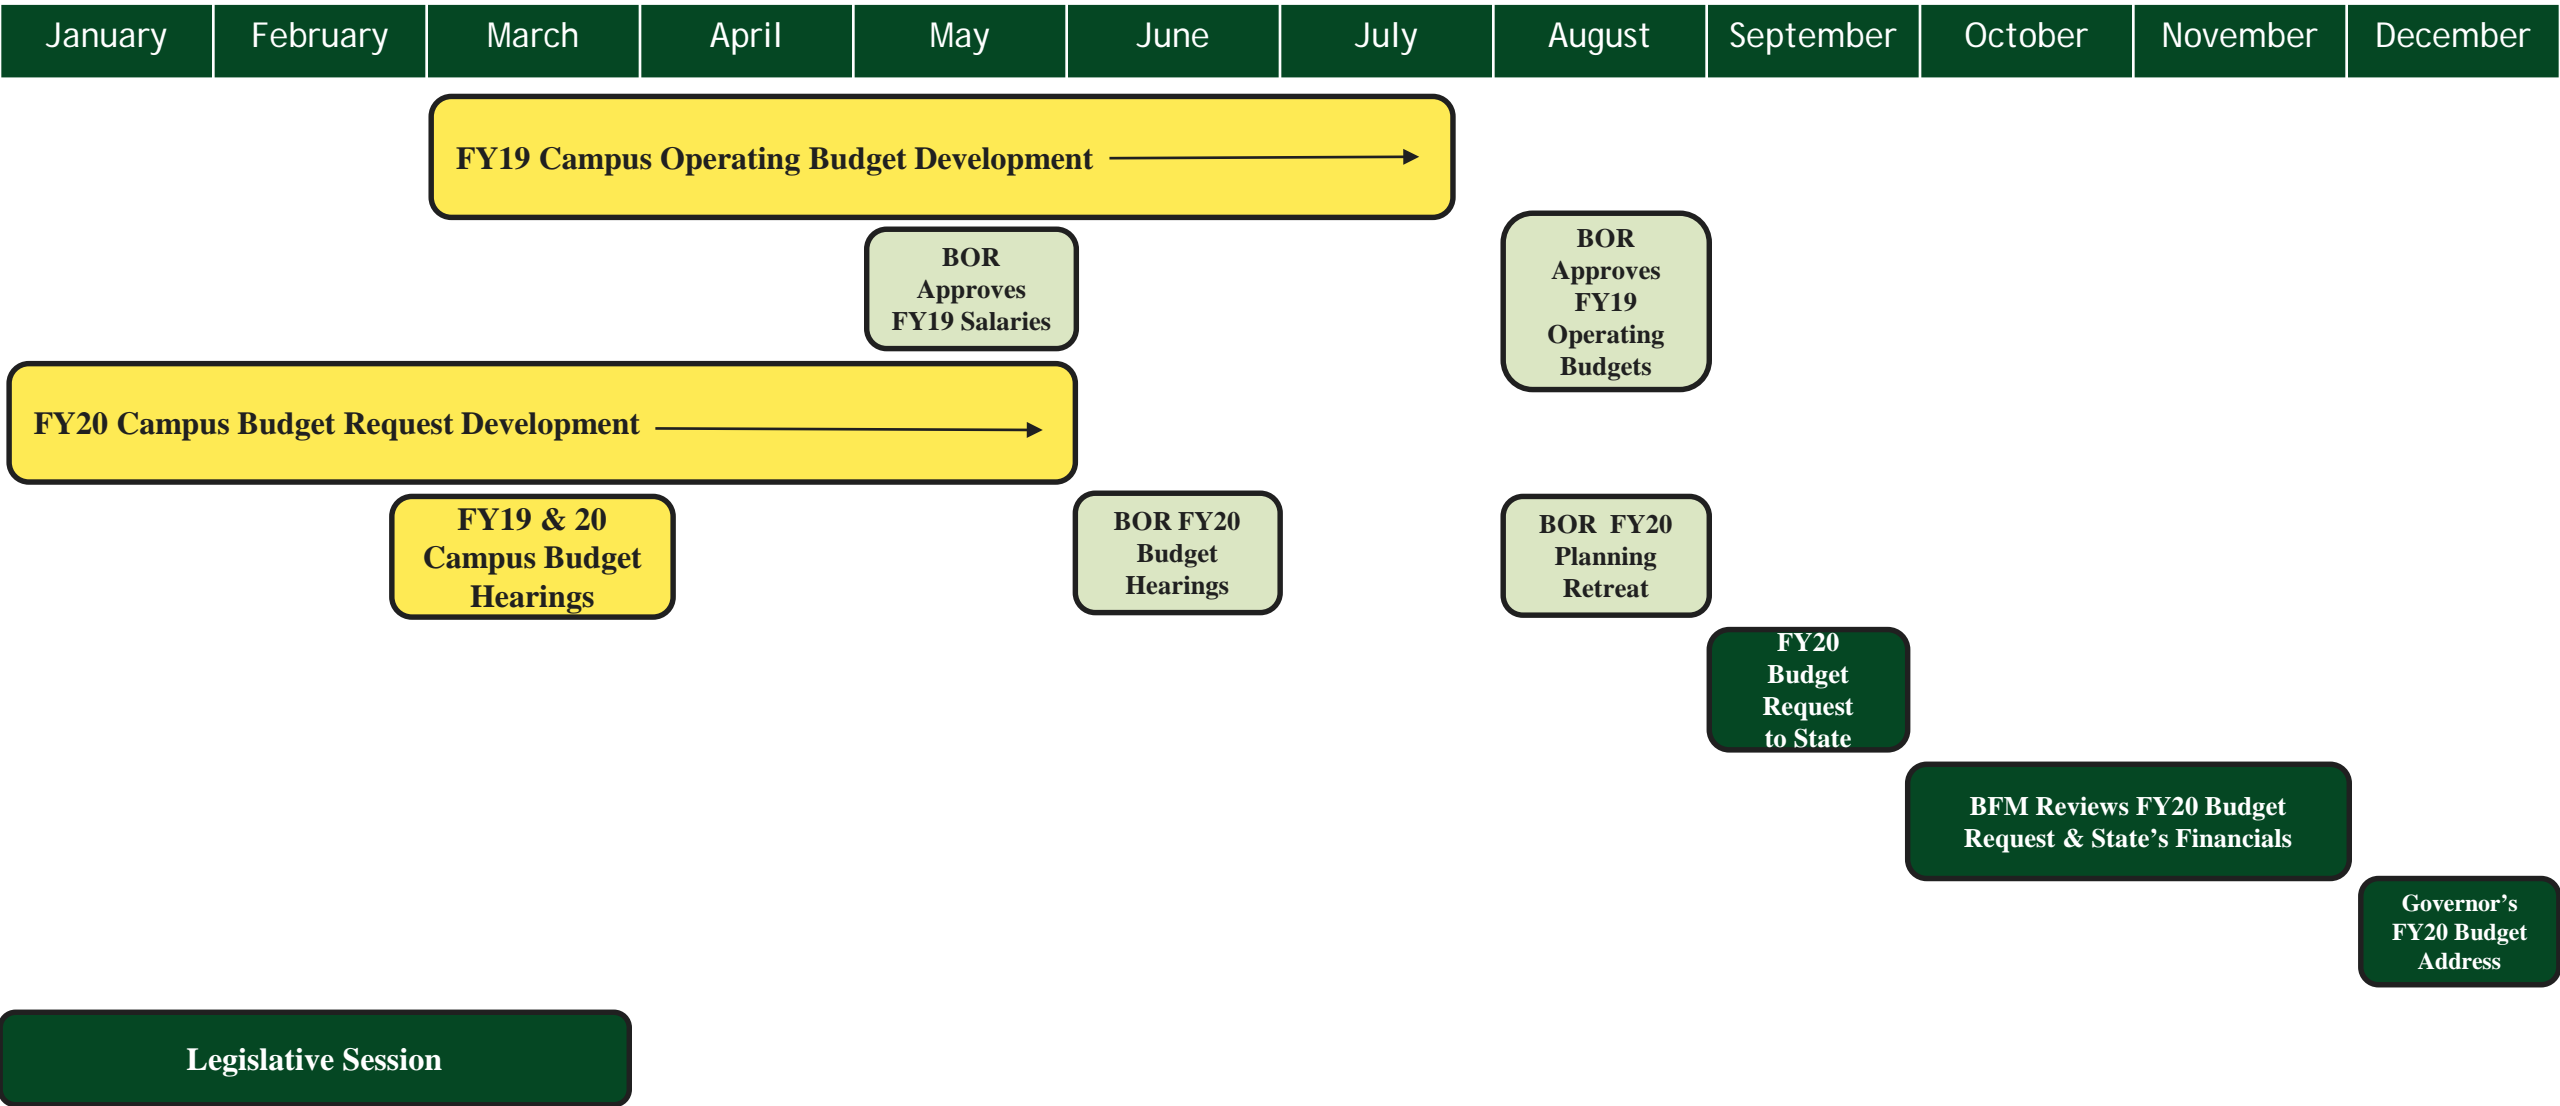 January February March April May June July August September October November December
FY19 Campus Operating Budget Development
BOR
Approves
FY19 Salaries
BOR
Approves
FY19
Operating
Budgets
FY20 Campus Budget Request Development
FY19 & 20
Campus Budget
Hearings
BOR FY20
Budget
Hearings
BOR FY20
Planning
Retreat
FY20
Budget
Request
to State
BFM Reviews FY20 Budget
Request & State’s Financials
Governor’s
FY20 Budget
Address
Legislative Session